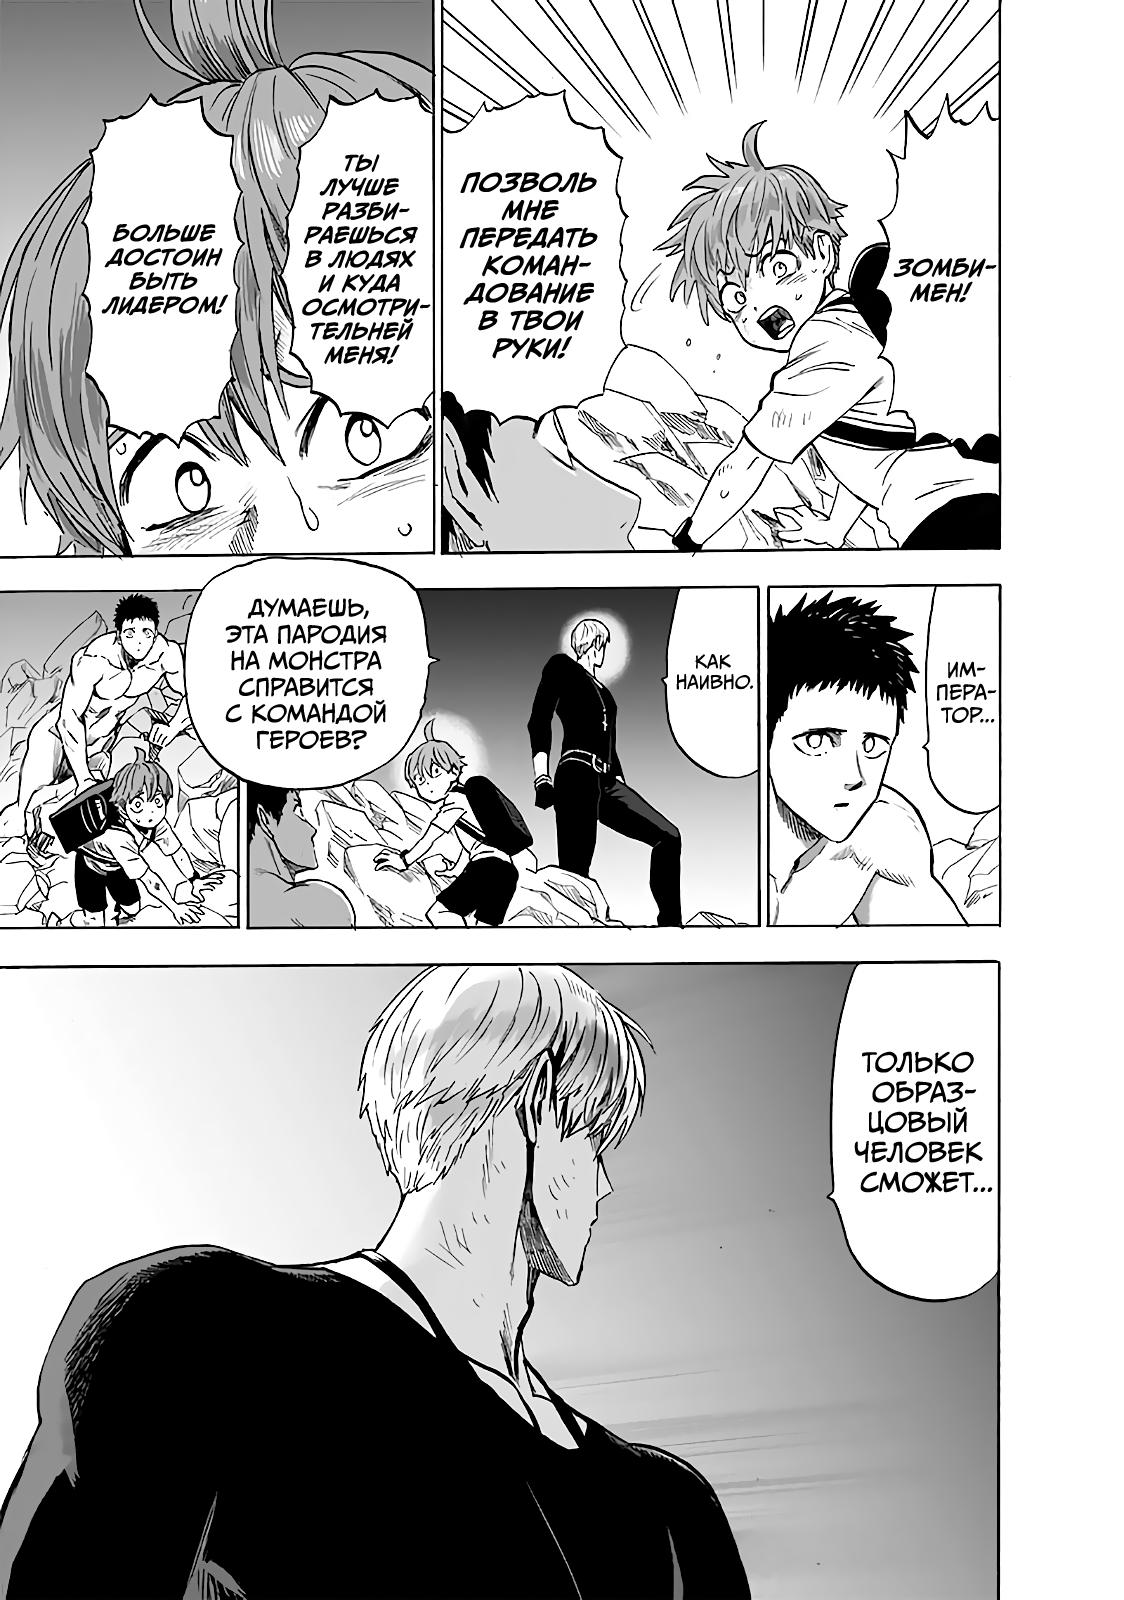 ЗОМБИ-
МЕН!
ПОЗВОЛЬ
МНЕ
ПЕРЕДАТЬ
КОМАН-
ДОВАНИЕ
В ТВОИ
РУКИ!
ТЫ
ЛУЧШЕ
РАЗБИ-
РАЕШЬСЯ
В ЛЮДЯХ
И КУДА
ОСМОТРИ-
ТЕЛЬНЕЙ
МЕНЯ!
БОЛЬШЕ
ДОСТОИН
БЫТЬ
ЛИДЕРОМ!
ИМ-
ПЕРА-
ТОР...
КАК
НАИВНО.
ДУМАЕШЬ,
ЭТА ПАРОДИЯ
НА МОНСТРА
СПРАВИТСЯ
С КОМАНДОЙ
ГЕРОЕВ?
ТОЛЬКО
ОБРАЗ-
ЦОВЫЙ
ЧЕЛОВЕК
СМОЖЕТ...